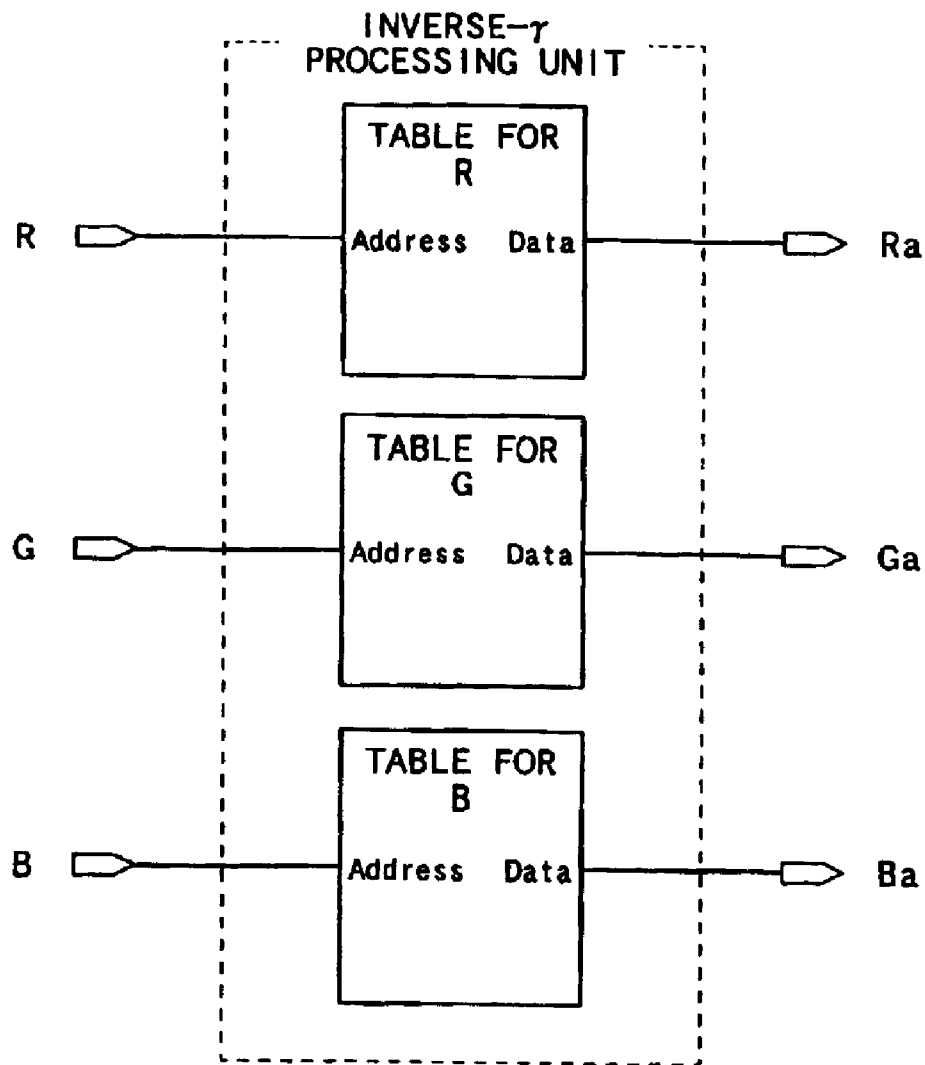 INVERSE-γ
PROCESSING UNIT
TABLE FOR
R
R Address Data Ra
TABLE FOR
G
G Address Data Ga
TABLE FOR
B
B Address Data Ba